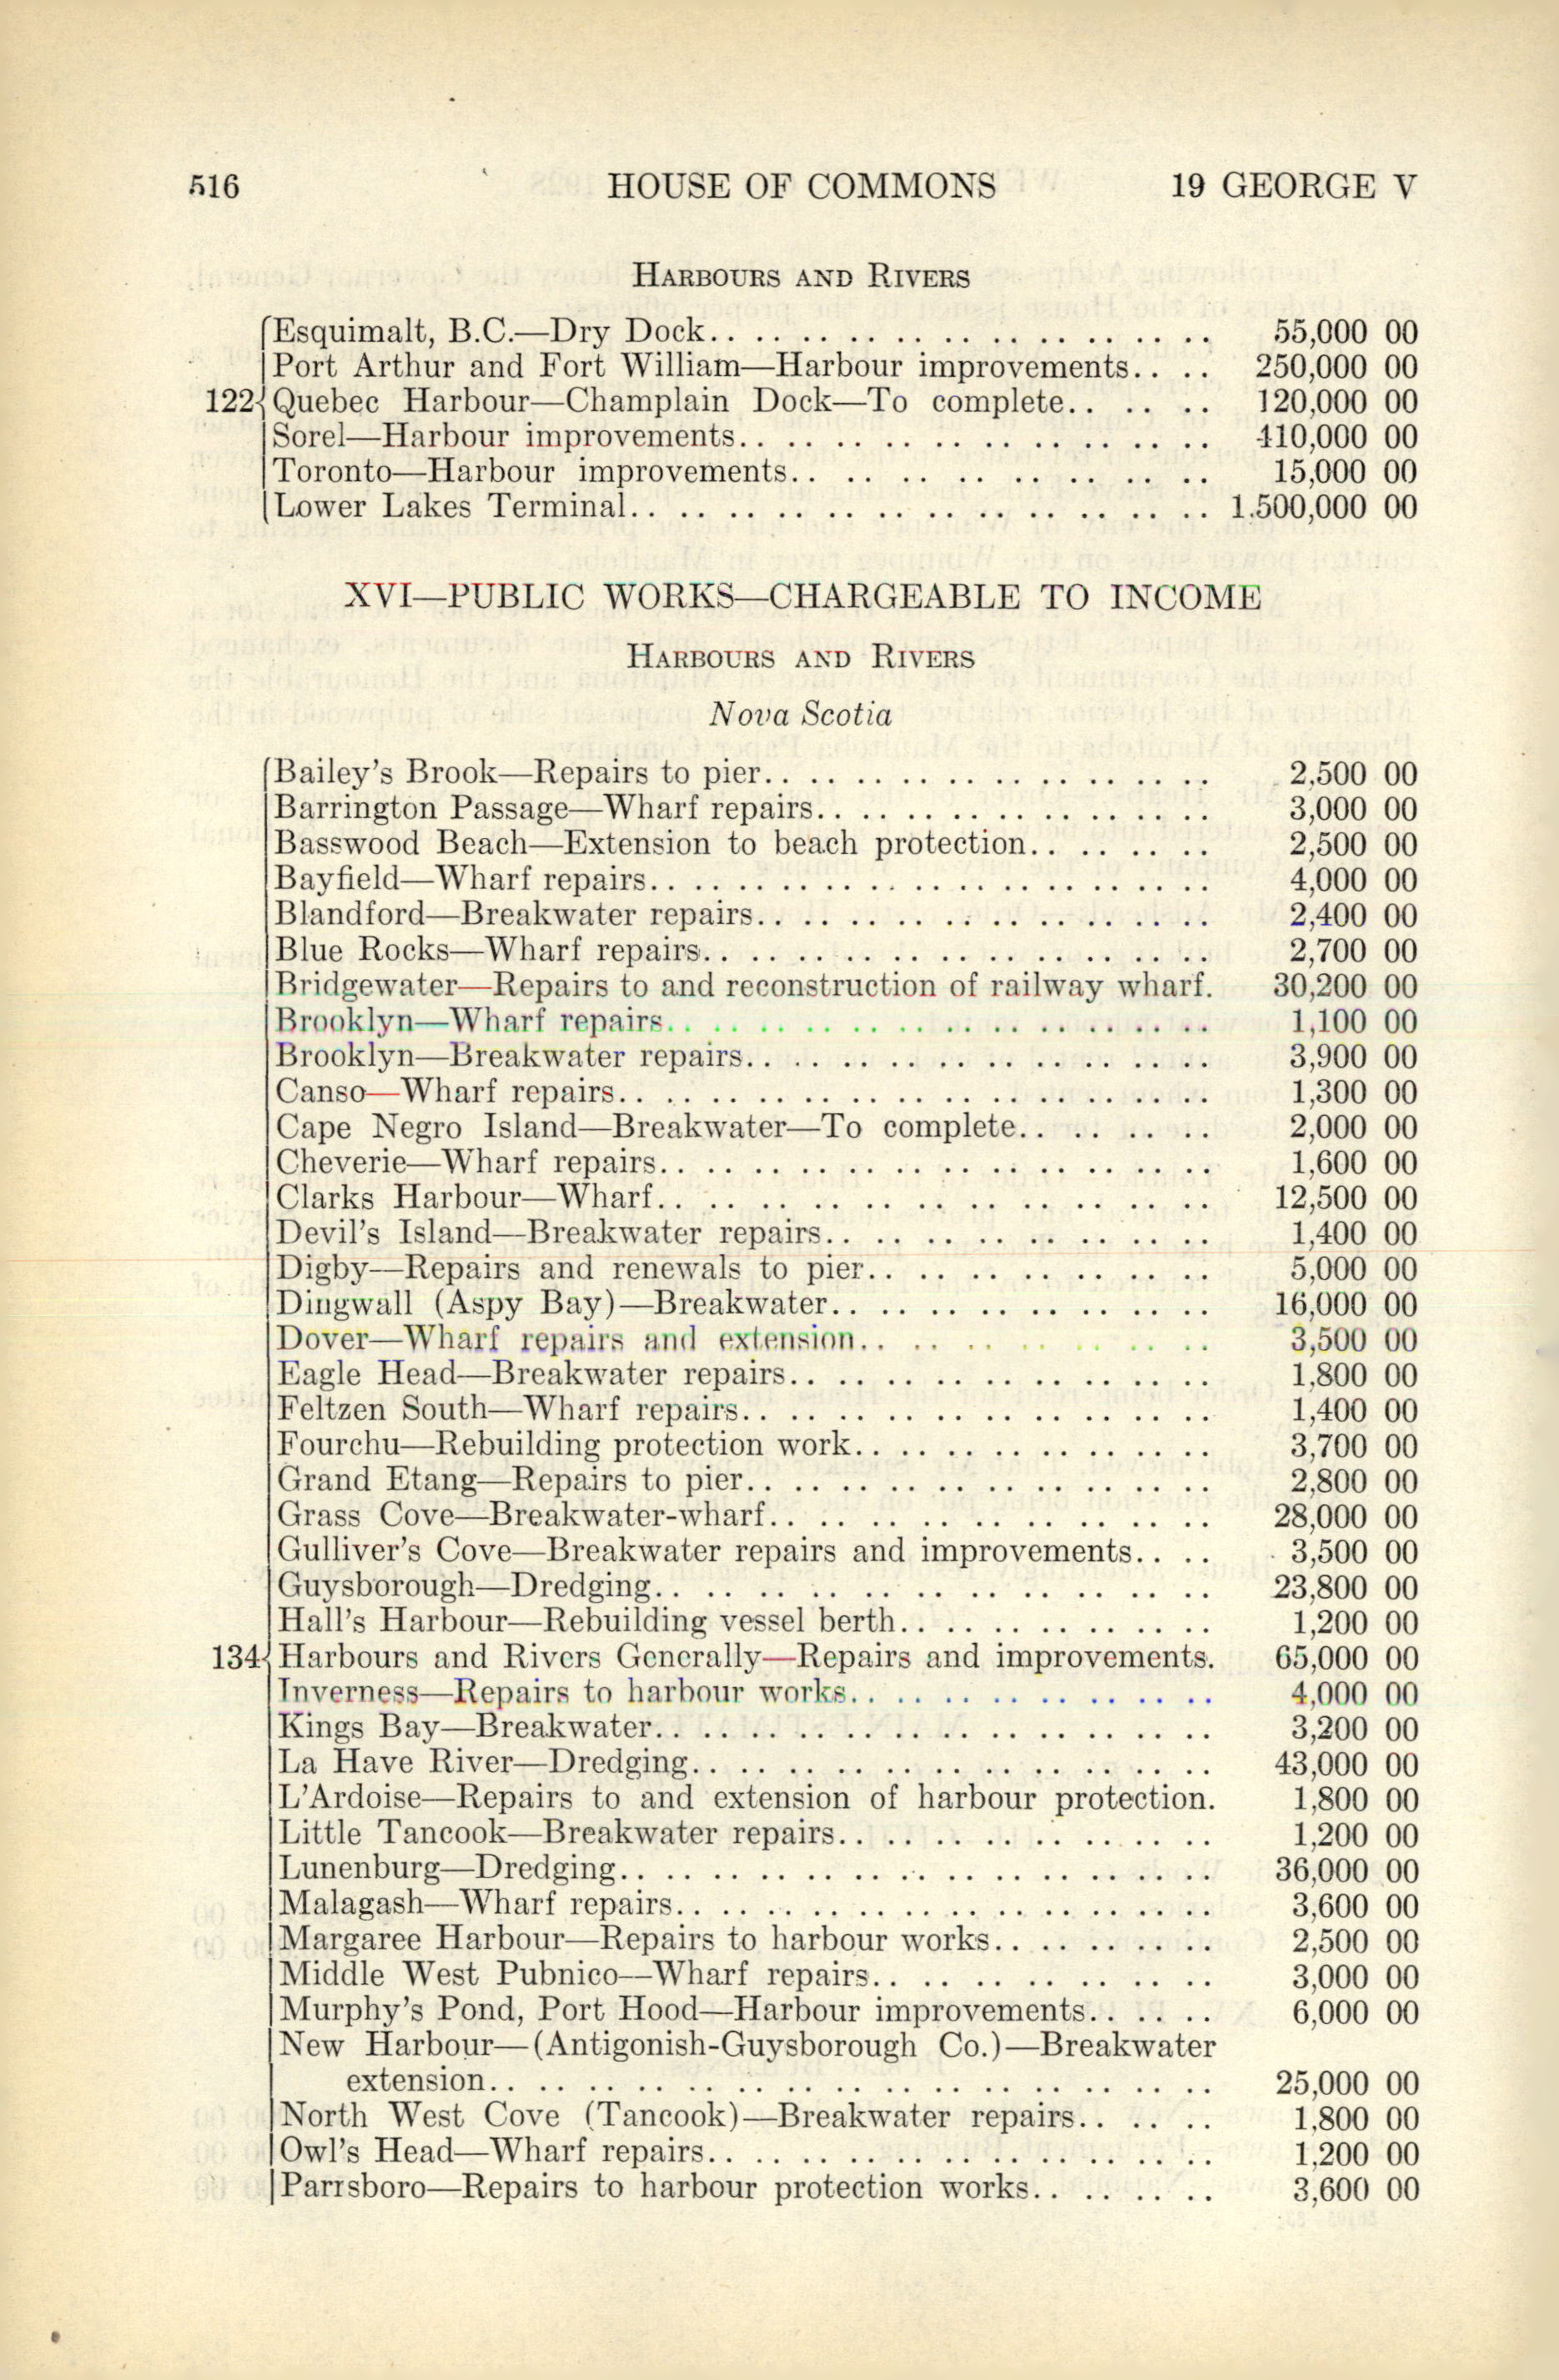 516 HOUSE OF COMMONS 19 GEORGE V
HARBOURS AND RIVERS
Esquimalt, B.C.—Dry Dock.. .. .. .. .. .. .. .. .. .. .. 55,000 00
Port Arthur and Fort William—Harbour improvements.. .. 250,000 00
122 Quebec Harbour—Champlain Dock—To complete.. .. .. .. 120,000 00
Sorel—Harbour improvements.. .. .. .. .. .. .. .. .. .. 410,000 00
Toronto—Harbour improvements.. .. .. .. .. .. .. .. .. 15,000 00
Lower Lakes Terminal.. .. .. .. .. .. .. .. .. .. .. .. 1.500,000 00
XVI—PUBLIC WORKS—CHARGEABLE TO INCOME
HARBOURS AND RIVERS
Nova Scotia
Bailey's Brook—Repairs to pier.. .. .. .. .. .. .. .. .. .. 2,500 00
Barrington Passage—Wharf repairs.. .. .. .. .. .. .. .. .. 3,000 00
Basswood Beach—Extension to beach protection.. .. .. .. 2,500 00
Bayfield—Wharf repairs.. .. .. .. .. .. .. .. .. .. .. .. 4,000 00
Blandford—Breakwater repairs.. .. .. .. .. .. .. .. .. .. 2,400 00
Blue Rocks—Wharf repairs.. .. .. .. .. .. .. .. .. .. .. 2,700 00
Bridgewater—Repairs to and reconstruction of railway wharf. 30,200 00
Brooklyn—Wharf repairs.. .. .. .. .. .. .. .. .. .. .. .. 1,100 00
Brooklyn—Breakwater repairs.. .. .. .. .. .. .. .. .. .. 3,900 00
Canso—Wharf repairs.. .. .. .. .. .. .. .. .. .. .. .. .. 1,300 00
Cape Negro Island—Breakwater—To complete.. .. .. .. 2,000 00
Cheverie—Wharf repairs.. .. .. .. .. .. .. .. .. .. .. .. 1,600 00
Clarks Harbour—Wharf.. .. .. .. .. .. .. .. .. .. .. 12,500 00
Devil's Island—Breakwater repairs.. .. .. .. .. .. .. .. 1,400 00
Digby—Repairs and renewals to pier.. .. .. .. .. .. .. 5,000 00
Dingwall (Aspy Bay)—Breakwater.. .. .. .. .. .. .. .. 16,000 00
Dover—Wharf repairs and extension.. .. .. .. .. .. .. 3,500 00
Eagle Head—Breakwater repairs.. .. .. .. .. .. .. .. .. 1,800 00
Feltzen South—Wharf repairs.. .. .. .. .. .. .. .. .. .. 1,400 00
Fourchu—Rebuilding protection work.. .. .. .. .. .. .. .. 3,700 00
Grand Etang—Repairs to pier.. .. .. .. .. .. .. .. .. .. 2,800 00
Grass Cove—Breakwater-wharf.. .. .. .. .. .. .. .. .. 28,000 00
Gulliver's Cove—Breakwater repairs and improvements.. .. 3,500 00
Guysborough—Dredging.. .. .. .. .. .. .. .. .. .. .. 23,800 00
Hall's Harbour—Rebuilding vessel berth.. .. .. .. .. .. .. 1,200 00
134 Harbours and Rivers Generally—Repairs and improvements. 65,000 00
Inverness—Repairs to harbour works.. .. .. .. .. .. .. .. 4,000 00
Kings Bay—Breakwater.. .. .. .. .. .. .. .. .. .. .. .. 3,200 00
La Have River—Dredging.. .. .. .. .. .. .. .. .. .. .. 43,000 00
L'Ardoise—Repairs to and extension of harbour protection. 1,800 00
Little Tancook—Breakwater repairs.. .. .. .. .. .. .. .. 1,200 00
Lunenburg—Dredging.. .. .. .. .. .. .. .. .. .. .. .. .. 36,000 00
Malagash—Wharf repairs.. .. .. .. .. .. .. .. .. .. .. .. 3,600 00
Margaree Harbour—Repairs to harbour works.. .. .. .. .. 2,500 00
Middle West Pubnico—Wharf repairs.. .. .. .. .. .. .. 3,000 00
Murphy's Pond, Port Hood—Harbour improvements.. .. .. 6,000 00
New Harbour—(Antigonish-Guysborough Co.)—Breakwater
extension.. .. .. .. .. .. .. .. .. .. .. .. .. .. .. 25,000 00
North West Cove (Tancook)—Breakwater repairs.. .. .. 1,800 00
Owl's Head—Wharf repairs.. .. .. .. .. .. .. .. .. .. .. 1,200 00
Parrsboro—Repairs to harbour protection works.. .. .. .. 3,600 00